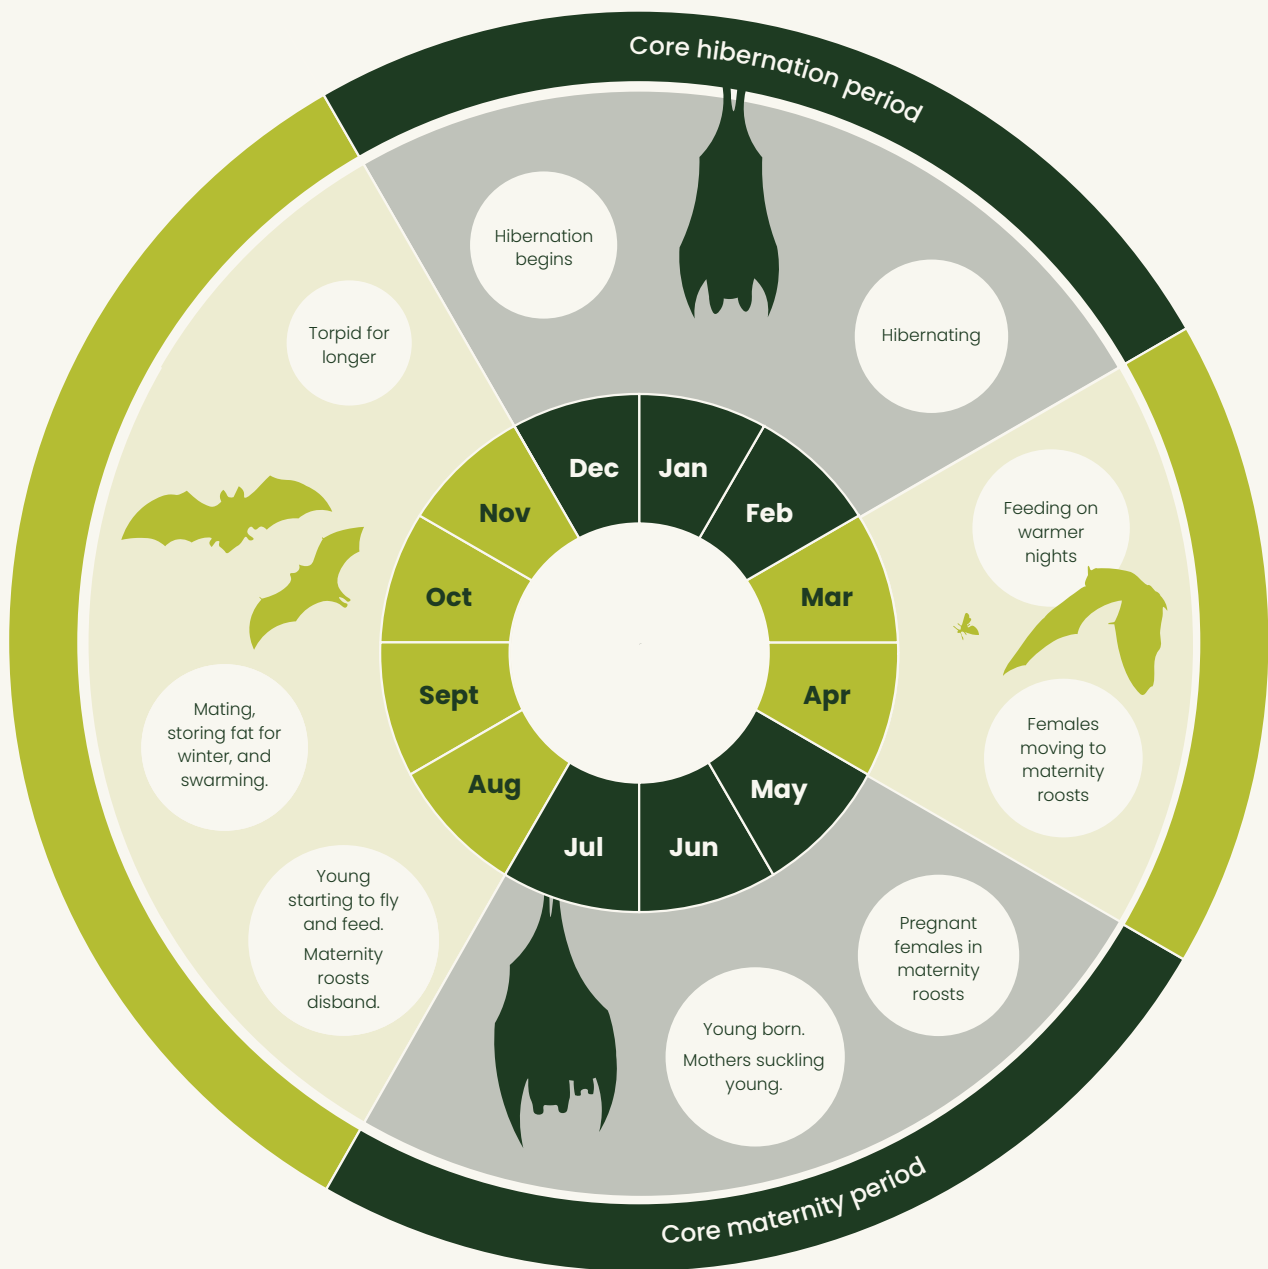 Core hibernation period
Hibernation
begins
Hibernating
Torpid for
longer
Feeding on
warmer
nights
Females
moving to
maternity
roosts
Mating,
storing fat for
winter, and
swarming.
Young
starting to fly
and feed.
Maternity
roosts
disband.
Pregnant
females in
maternity
roosts
Young born.
Mothers suckling
young.
Jan
Feb
Mar
Apr
May
Jun
Jul
Aug
Sept
Oct
Nov
Dec
Core maternity period